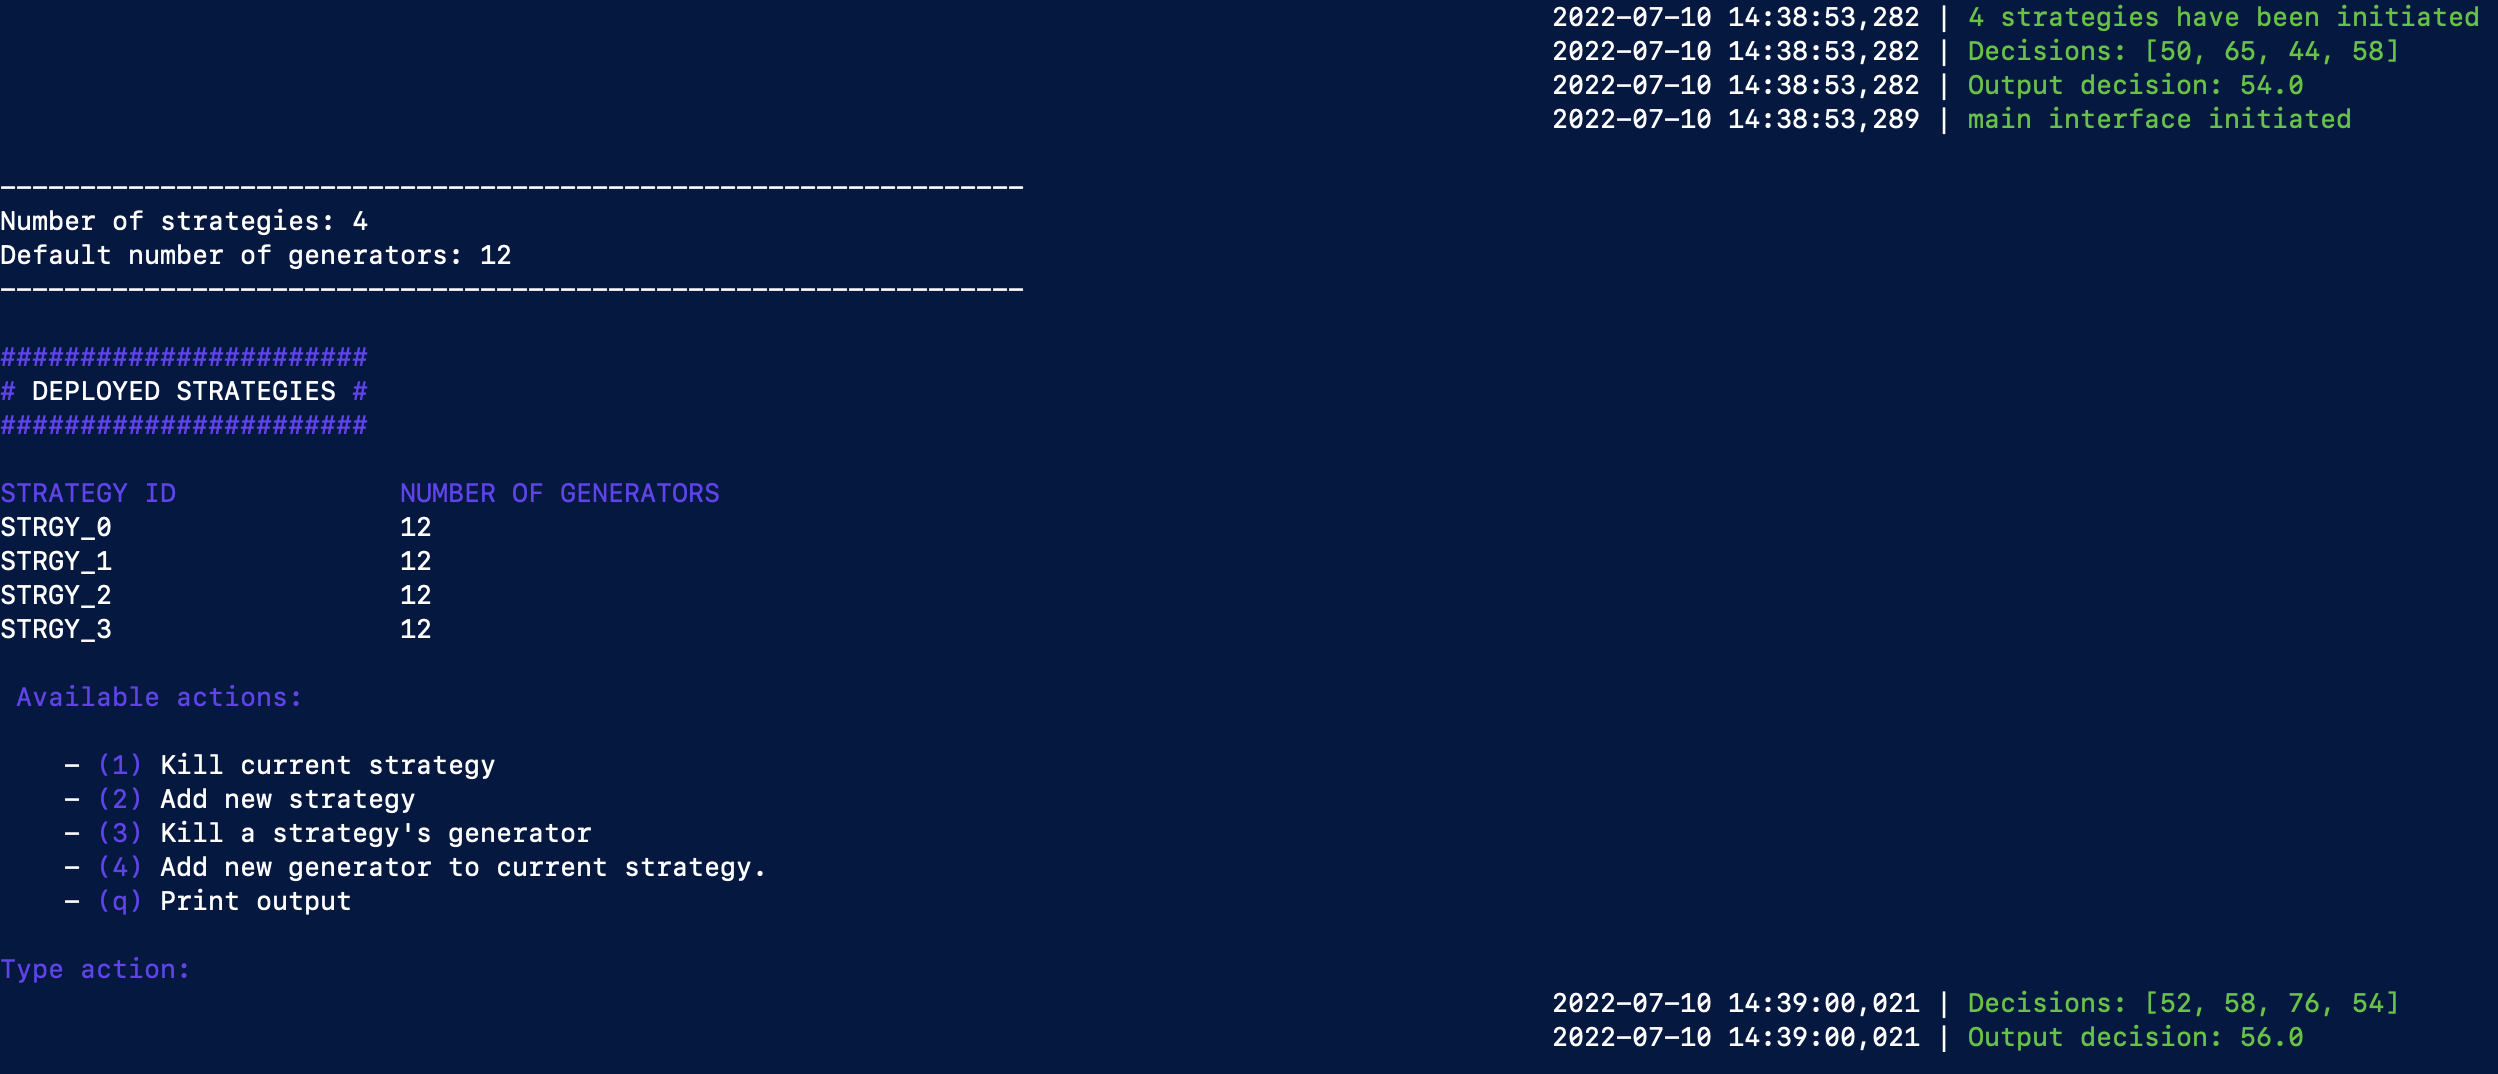 2022-07-10 14:38:53,282 | 4 strategies have been initiated
2022-07-10 14:38:53,282 | Decisions: [50, 65, 44, 58]
2022-07-10 14:38:53,282 | Output decision: 54.0
2022-07-10 14:38:53,289 | main interface initiated
----------------------------------------------------------------
Number of strategies: 4
Default number of generators: 12
----------------------------------------------------------------
#######################
# DEPLOYED STRATEGIES #
#######################
STRATEGY ID              NUMBER OF GENERATORS
STRGY_0                  12
STRGY_1                  12
STRGY_2                  12
STRGY_3                  12
Available actions:
- (1) Kill current strategy
- (2) Add new strategy
- (3) Kill a strategy's generator
- (4) Add new generator to current strategy.
- (q) Print output
Type action:
2022-07-10 14:39:00,021 | Decisions: [52, 58, 76, 54]
2022-07-10 14:39:00,021 | Output decision: 56.0